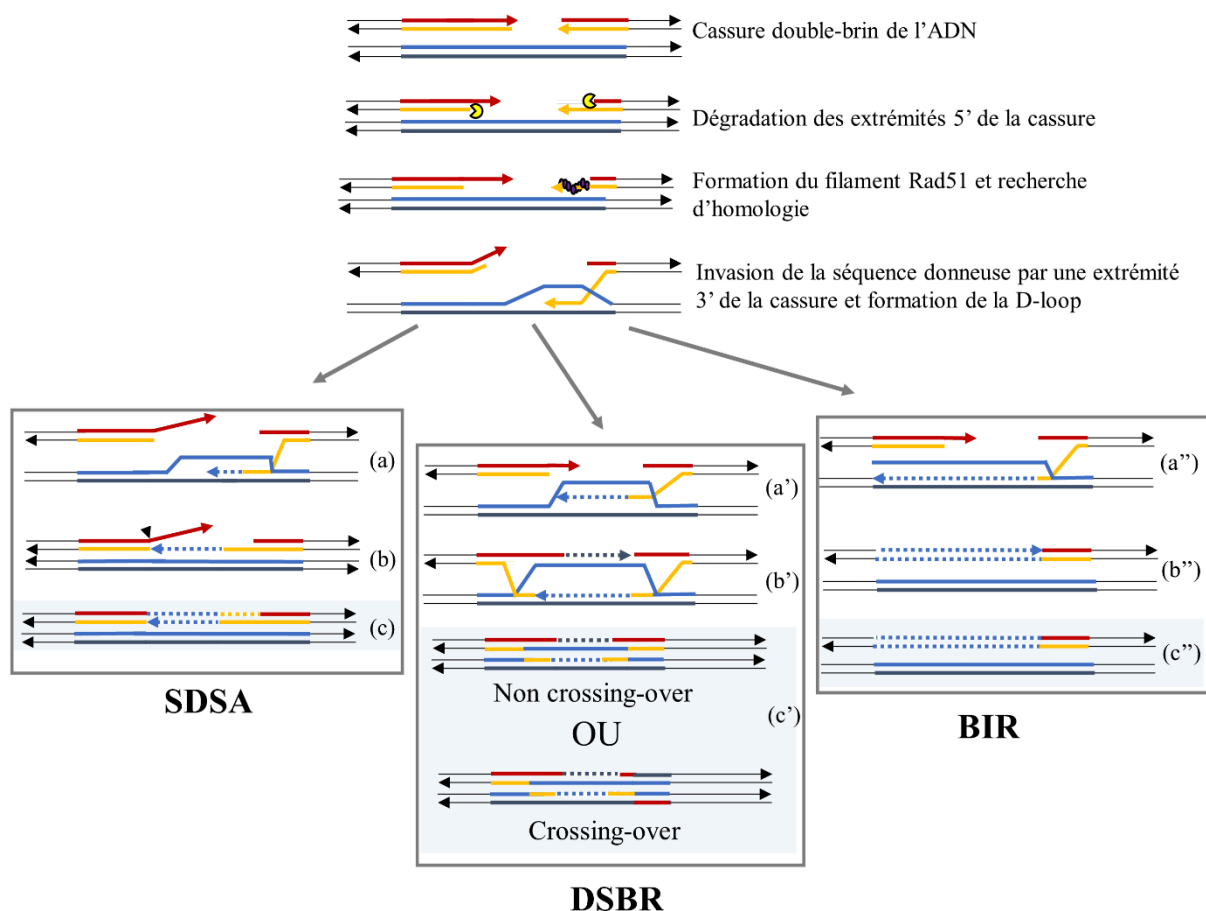 Cassure double-brin de l'ADN
Dégradation des extrémités 5' de la cassure
Formation du filament Rad51 et recherche
d'homologie
Invasion de la séquence donneuse par une extrémité
3' de la cassure et formation de la D-loop
(a)
(b)
(c)
SDSA
(a')
(b')
Non crossing-over
OU
(c')
Crossing-over
DSBR
(a'')
(b'')
(c'')
BIR